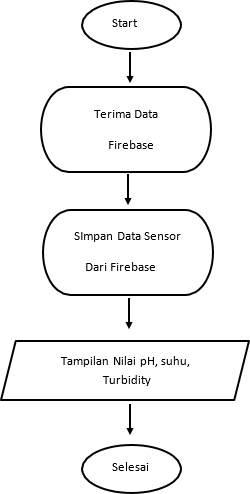 Start
Terima Data
Firebase
SImpan Data Sensor
Dari Firebase
Tampilan Nilai pH, suhu,
Turbidity
Selesai